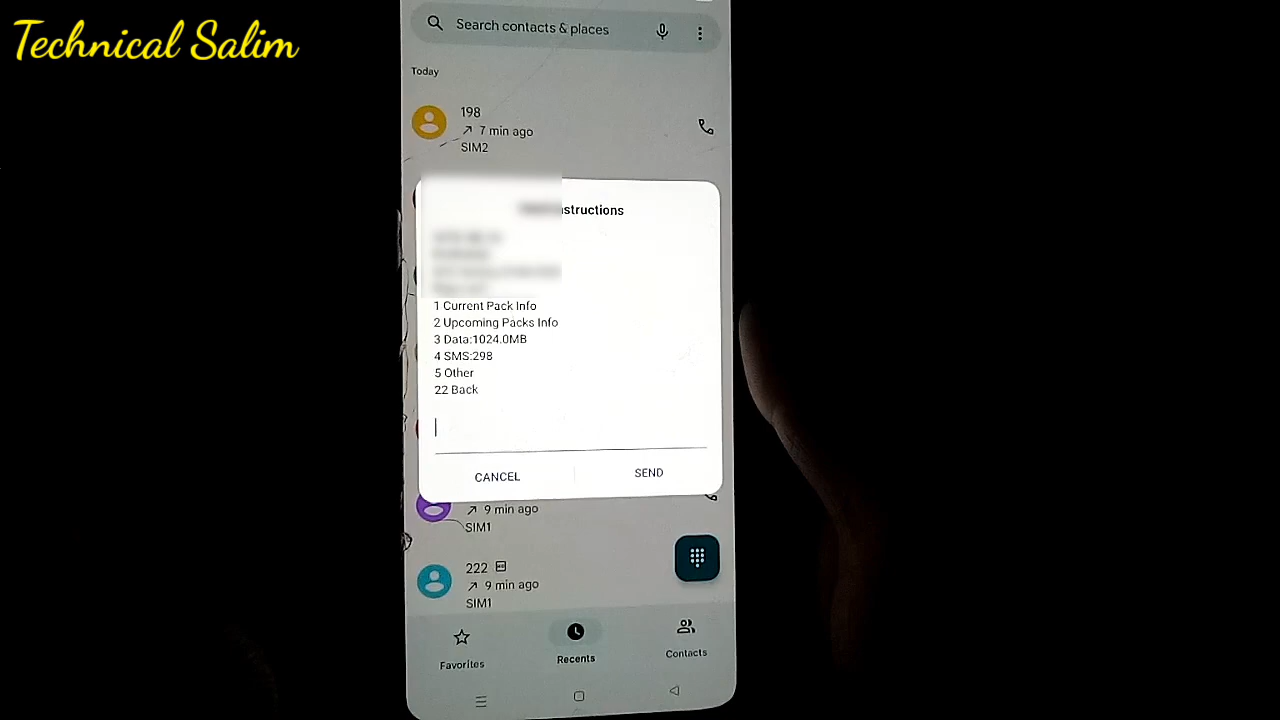 Technical Salim
Search contacts & places
Today
198
7 min ago
SIM2
structions
1 Current Pack Info
2 Upcoming Packs Info
3 Data:1024.0MB
4 SMS:298
5 Other
22 Back
CANCEL
SEND
9 min ago
SIM1
222
9 min ago
SIM1
Favorites
Recents
Contacts